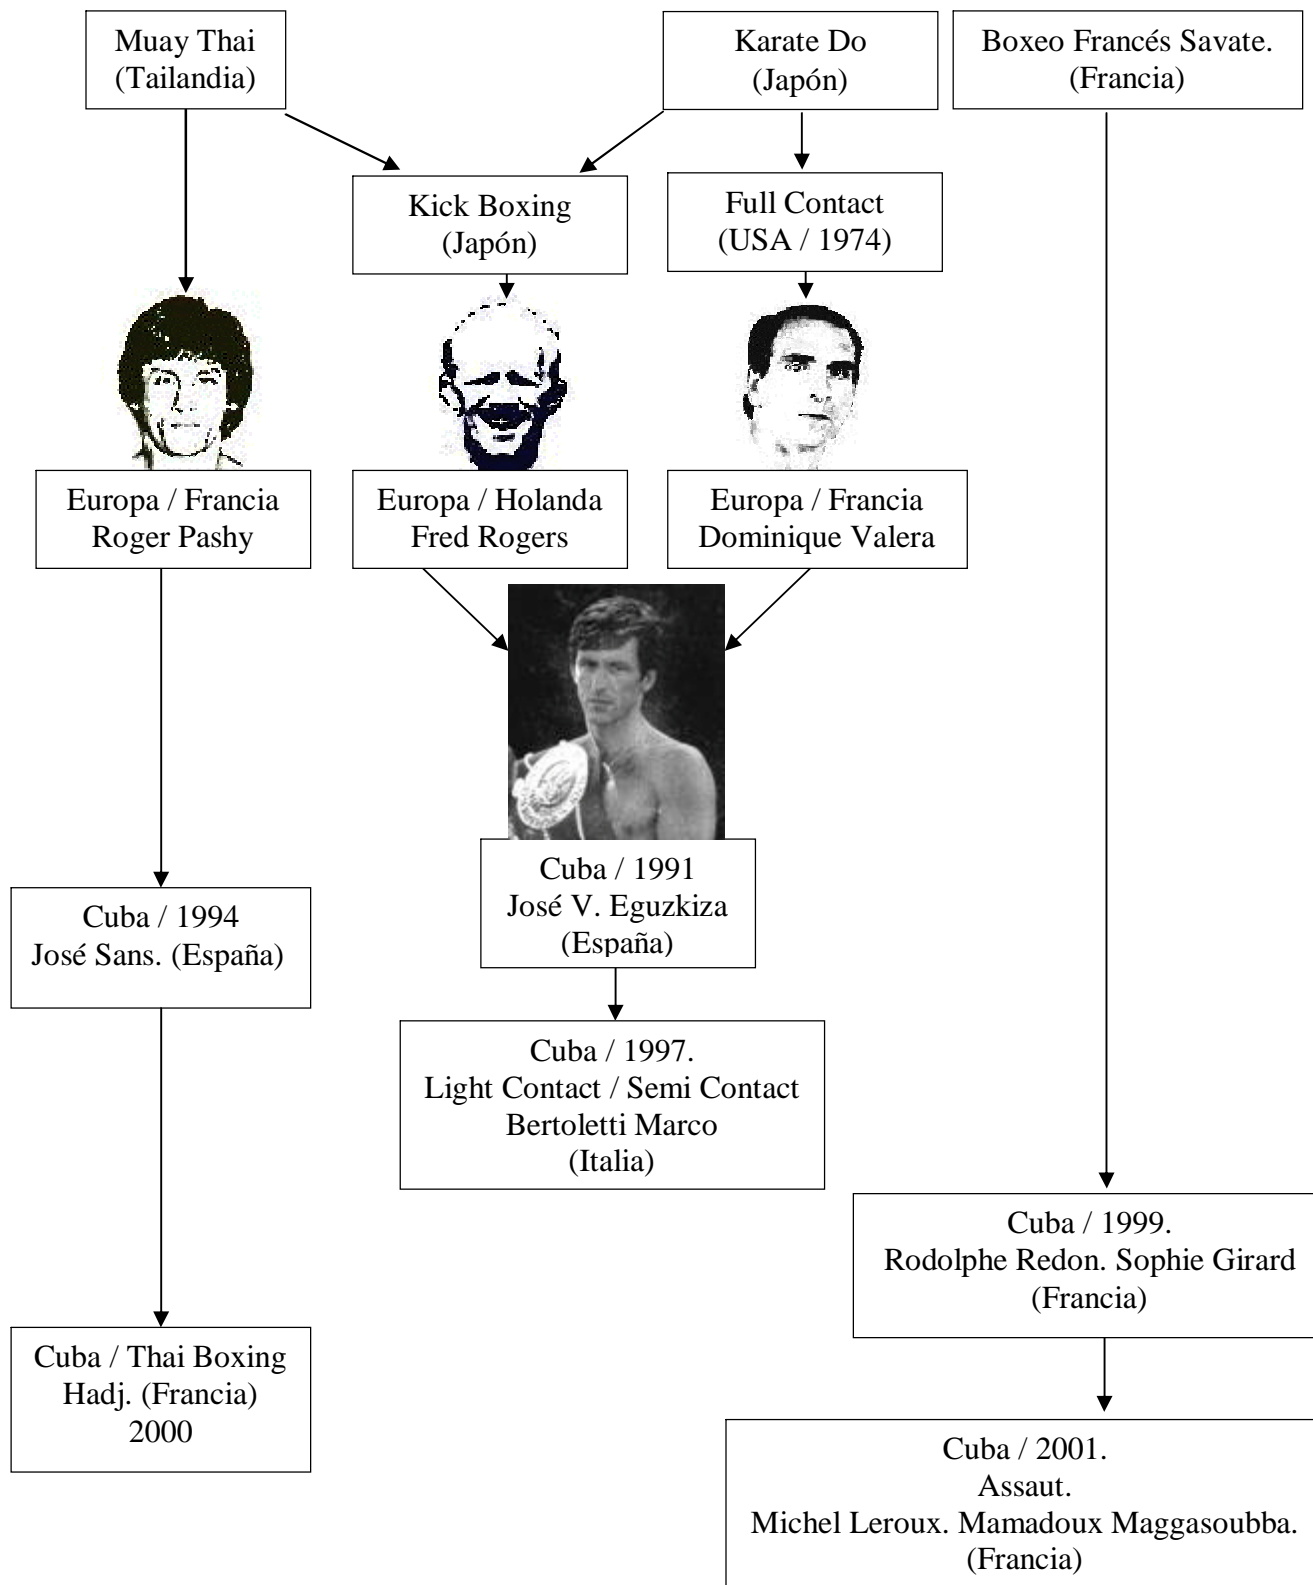 Muay Thai
(Tailandia)
Karate Do
(Japón)
Boxeo Francés Savate.
(Francia)
Kick Boxing
(Japón)
Full Contact
(USA / 1974)
Europa / Francia
Roger Pashy
Europa / Holanda
Fred Rogers
Europa / Francia
Dominique Valera
Cuba / 1991
José V. Eguzkiza
(España)
Cuba / 1994
José Sans. (España)
Cuba / 1997.
Light Contact / Semi Contact
Bertoletti Marco
(Italia)
Cuba / 1999.
Rodolphe Redon. Sophie Girard
(Francia)
Cuba / Thai Boxing
Hadj. (Francia)
2000
Cuba / 2001.
Assaut.
Michel Leroux. Mamadoux Maggasoubba.
(Francia)